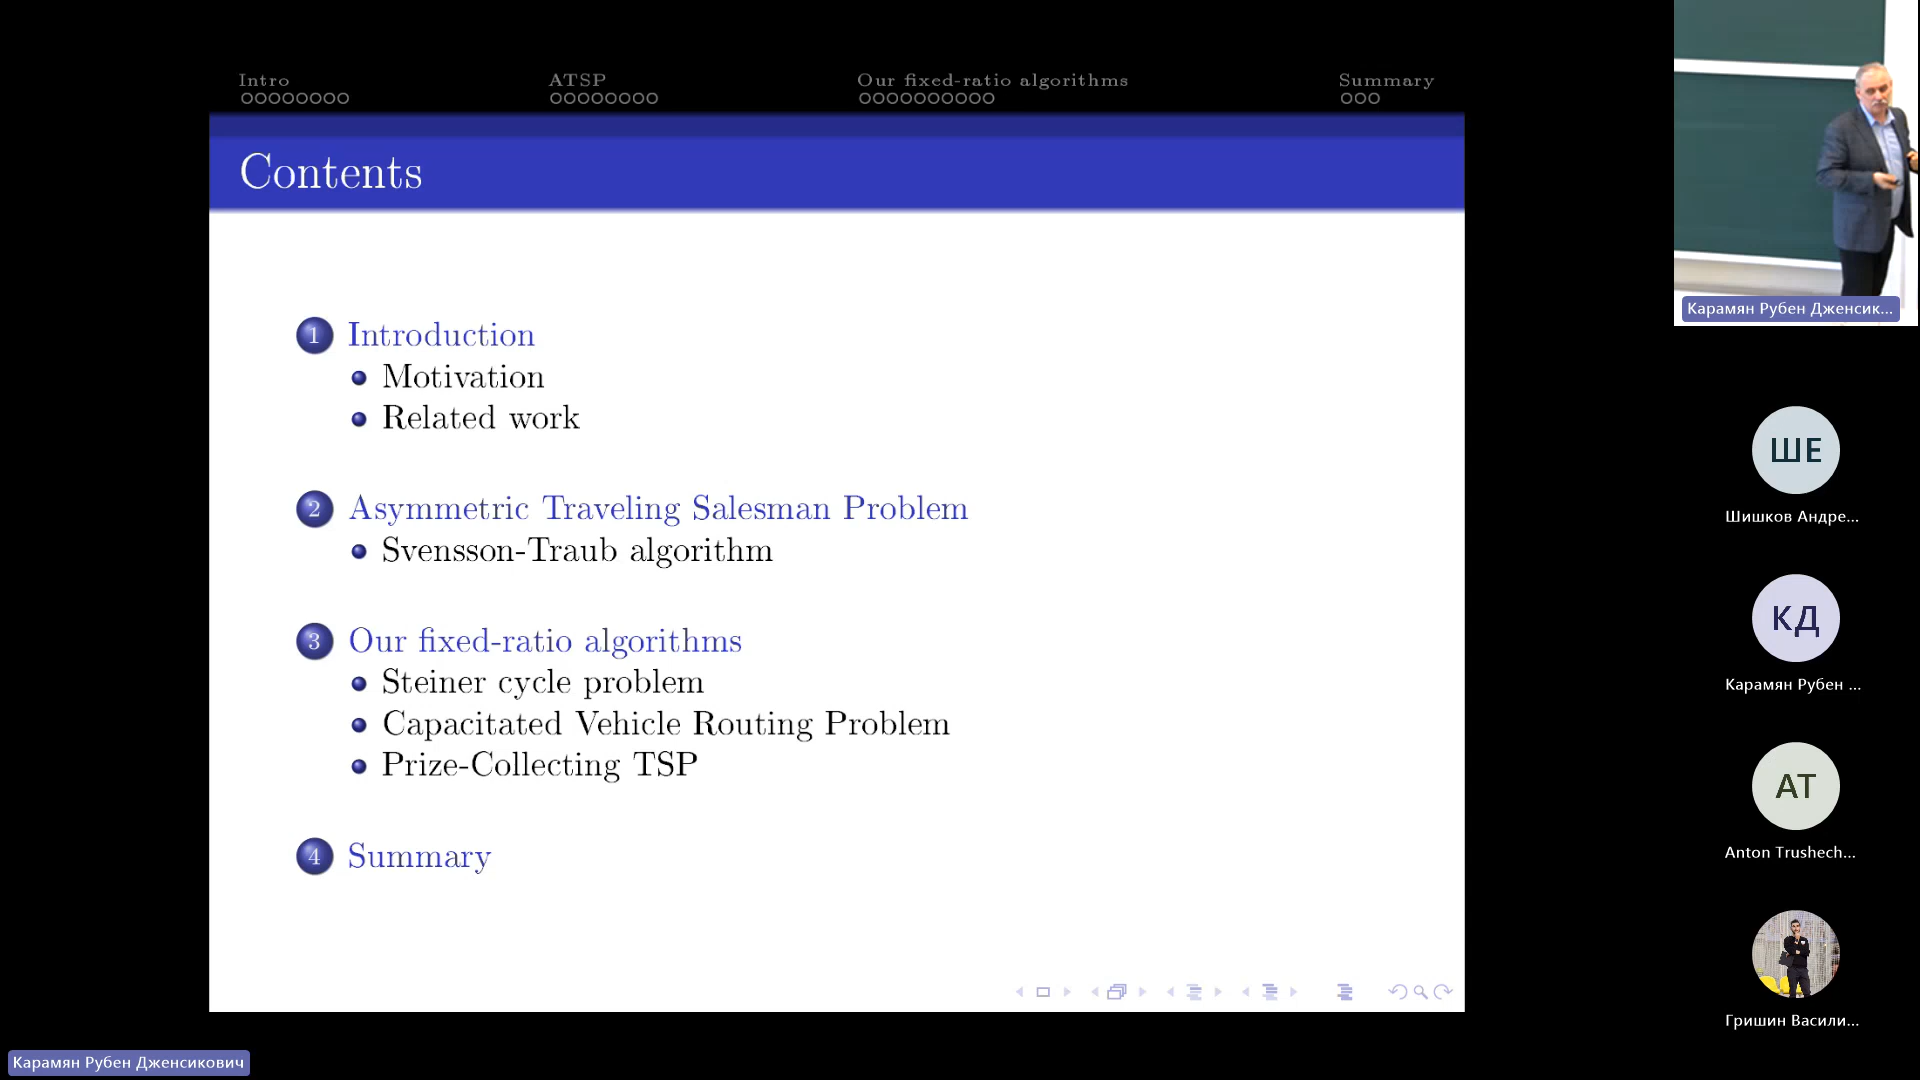 Intro
ATSP
Our fixed-ratio algorithms
Summary
Contents
1 Introduction
Motivation
Related work
2 Asymmetric Traveling Salesman Problem
Svensson-Traub algorithm
3 Our fixed-ratio algorithms
Steiner cycle problem
Capacitated Vehicle Routing Problem
Prize-Collecting TSP
4 Summary
Карамян Рубен Дженсик...
ШЕ
Шишков Андре...
КД
Карамян Рубен ...
AT
Anton Trushech...
Гришин Васили...
Карамян Рубен Дженсикович